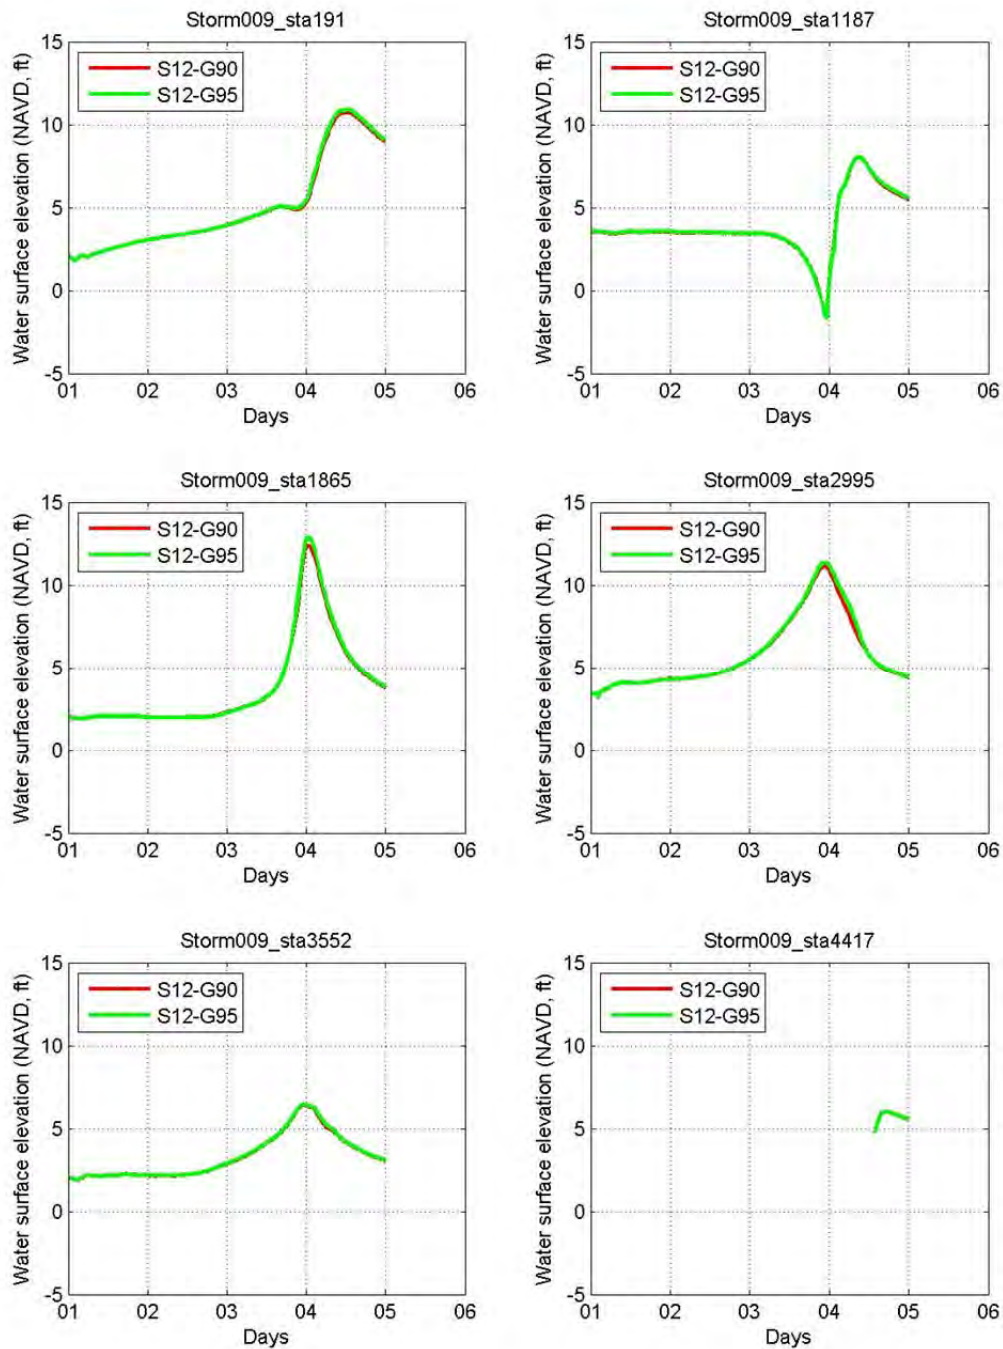 Storm009_sta191
Water surface elevation (NAVD, ft)
15
10
5
0
-5
S12-G90
S12-G95
01 02 03 04 05 06
Days
Storm009_sta1187
Water surface elevation (NAVD, ft)
15
10
5
0
-5
S12-G90
S12-G95
01 02 03 04 05 06
Days
Storm009_sta1865
Water surface elevation (NAVD, ft)
15
10
5
0
-5
S12-G90
S12-G95
01 02 03 04 05 06
Days
Storm009_sta2995
Water surface elevation (NAVD, ft)
15
10
5
0
-5
S12-G90
S12-G95
01 02 03 04 05 06
Days
Storm009_sta3552
Water surface elevation (NAVD, ft)
15
10
5
0
-5
S12-G90
S12-G95
01 02 03 04 05 06
Days
Storm009_sta4417
Water surface elevation (NAVD, ft)
15
10
5
0
-5
S12-G90
S12-G95
01 02 03 04 05 06
Days